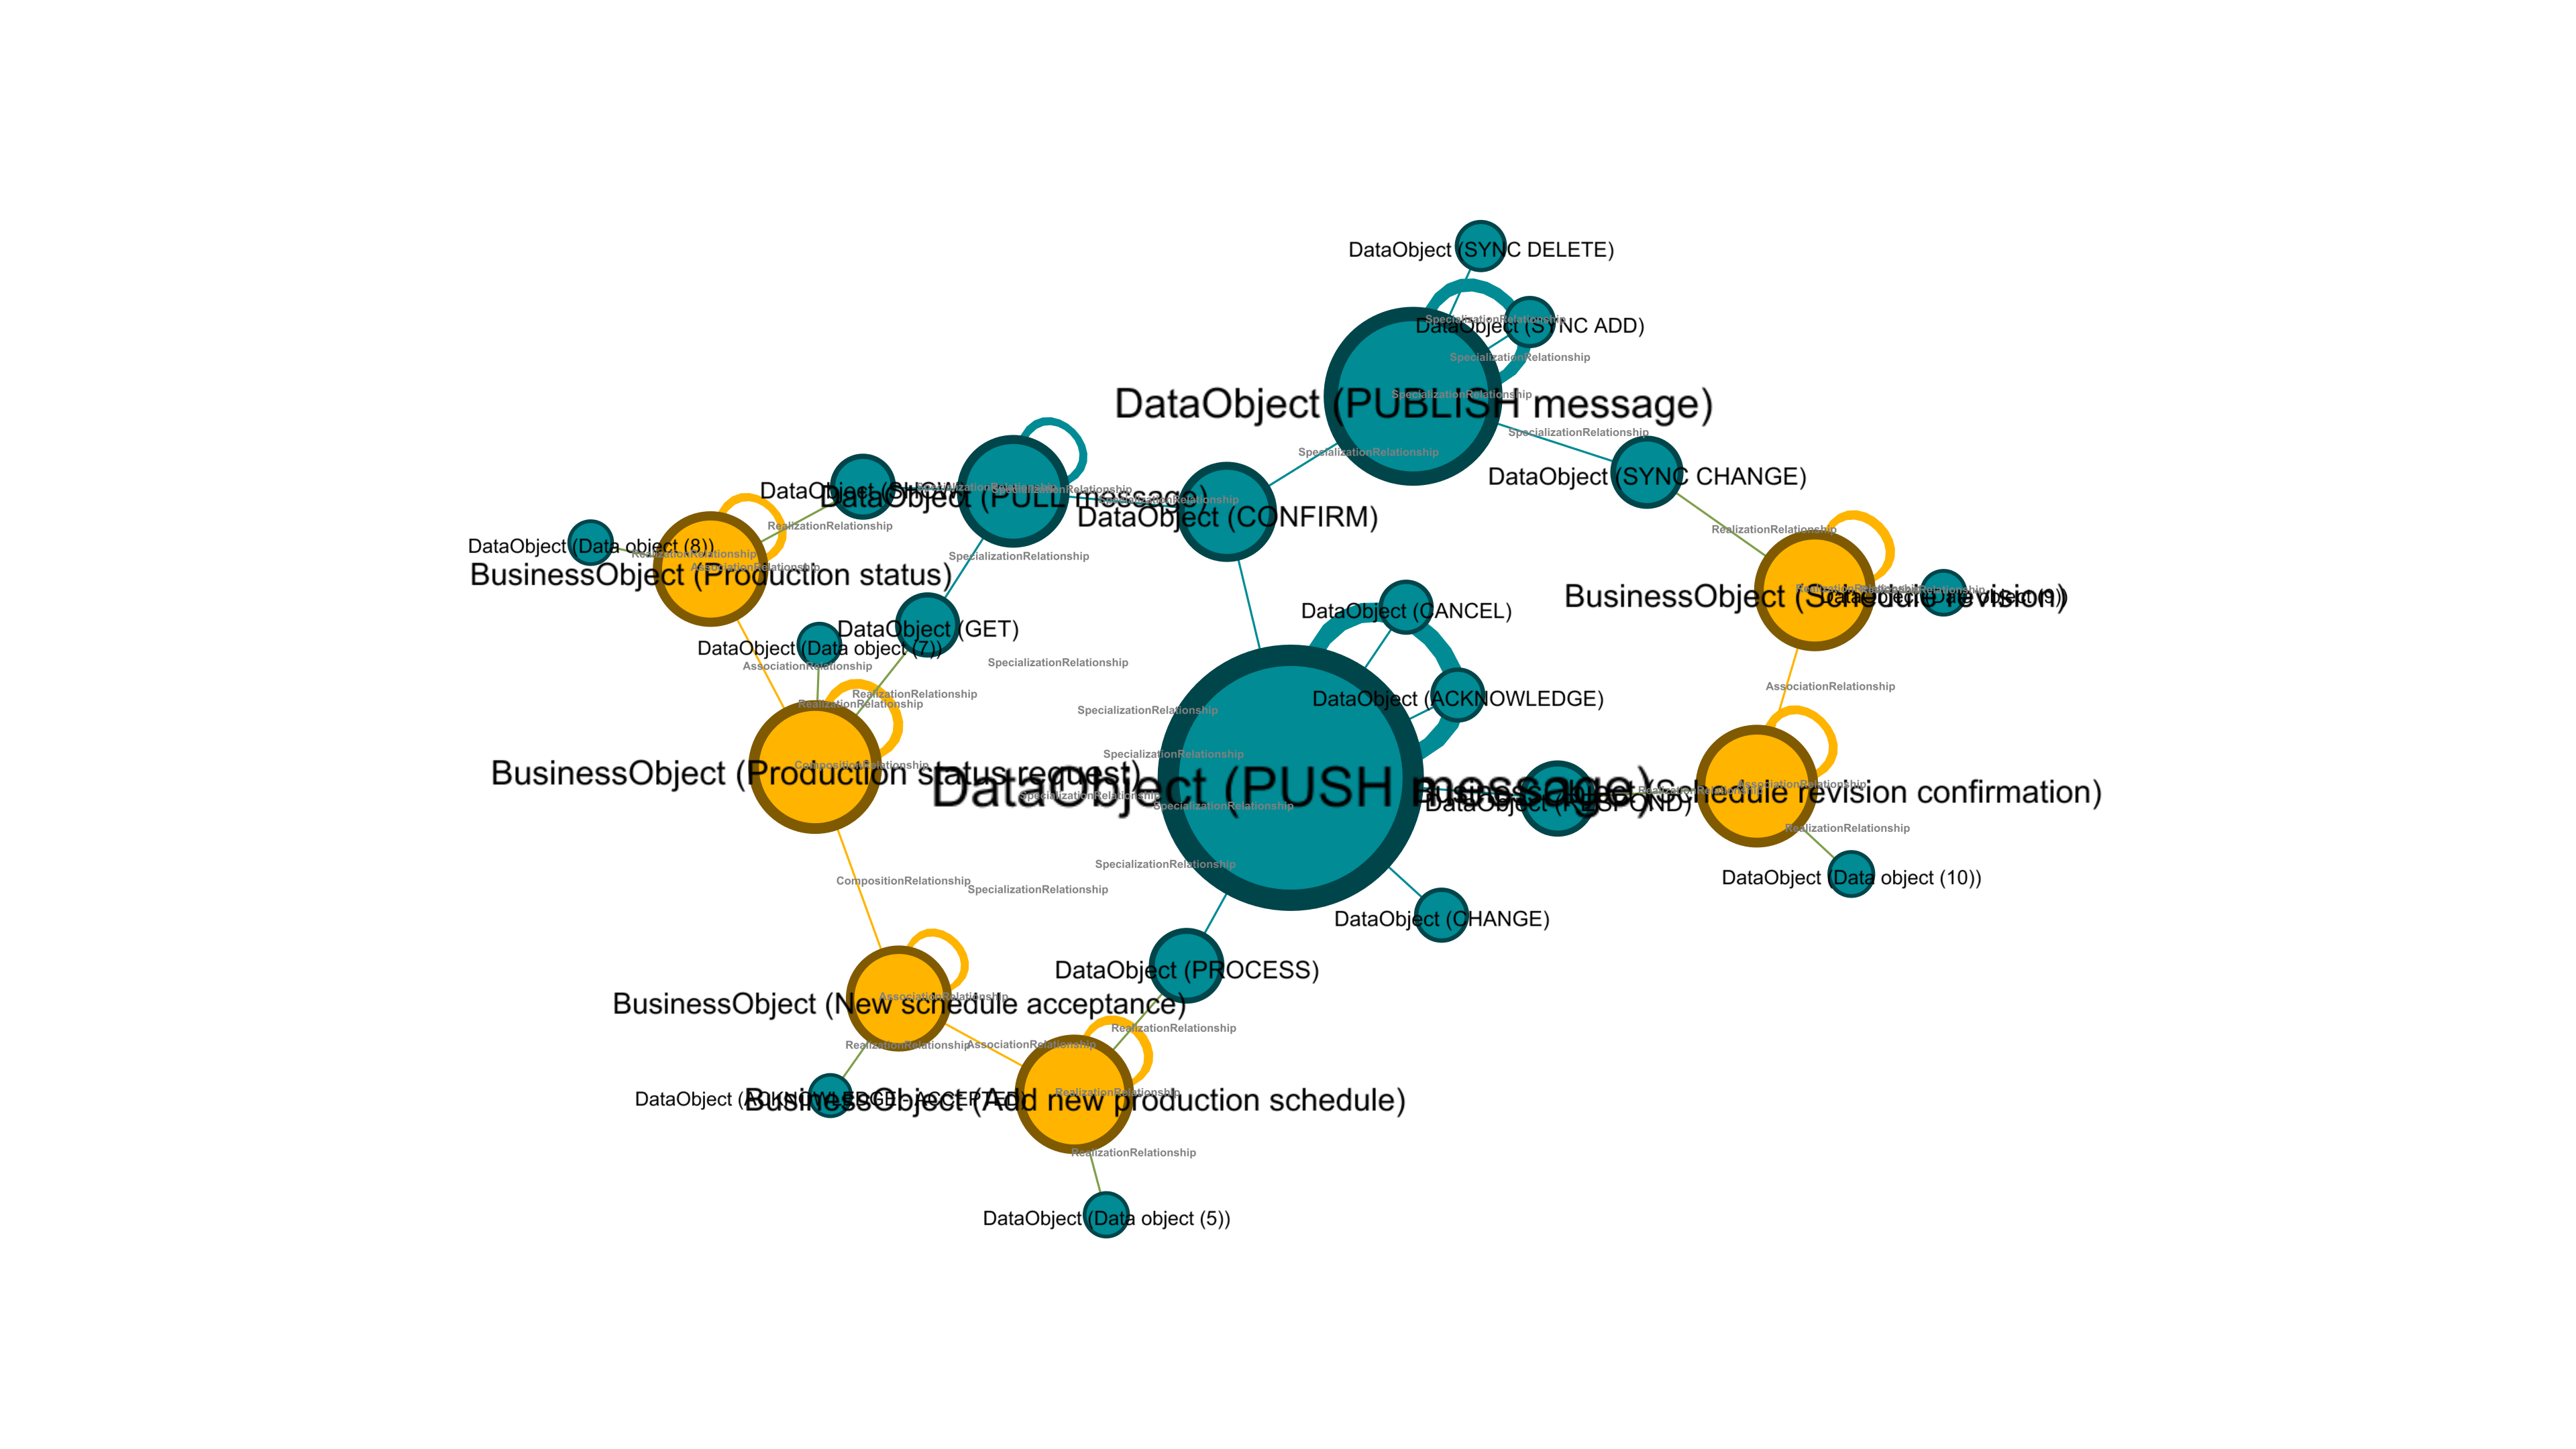 DataObject (SYNC DELETE)
SpecializationRelationship
DataObject (SYNC ADD)
SpecializationRelationship
SpecializationRelationship
DataObject (PUBLISH message)
SpecializationRelationship
SpecializationRelationship
DataObject (SYNC CHANGE)
DataObject (SHOW
SpecializationRelationship
SpecializationRelationship
DataObject (PULL message)
SpecializationRelationship
DataObject (CONFIRM)
RealizationRelationship
RealizationRelationship
DataObject (Data object (8))
RealizationRelationship
SpecializationRelationship
AssociationRelationship
BusinessObject (Production status)
BusinessObject (Schedule revision)
DataObject (Data object (9))
DataObject (CANCEL)
DataObject (GET)
DataObject (Data object (7))
AssociationRelationship
SpecializationRelationship
AssociationRelationship
RealizationRelationship
RealizationRelationship
DataObject (ACKNOWLEDGE)
SpecializationRelationship
SpecializationRelationship
CompositionRelationship
BusinessObject (Production status request)
DataObject (PUSH message)
SpecializationRelationship
SpecializationRelationship
AssociationRelationship
BusinessObject (Schedule revision confirmation)
DataObject (RESPOND)
RealizationRelationship
SpecializationRelationship
CompositionRelationship
SpecializationRelationship
DataObject (Data object (10))
DataObject (CHANGE)
DataObject (PROCESS)
AssociationRelationship
BusinessObject (New schedule acceptance)
RealizationRelationship
RealizationRelationship
AssociationRelationship
RealizationRelationship
DataObject (ACKNOWLEDGE - ACCEPTED
BusinessObject (Add new production schedule)
RealizationRelationship
DataObject (Data object (5))